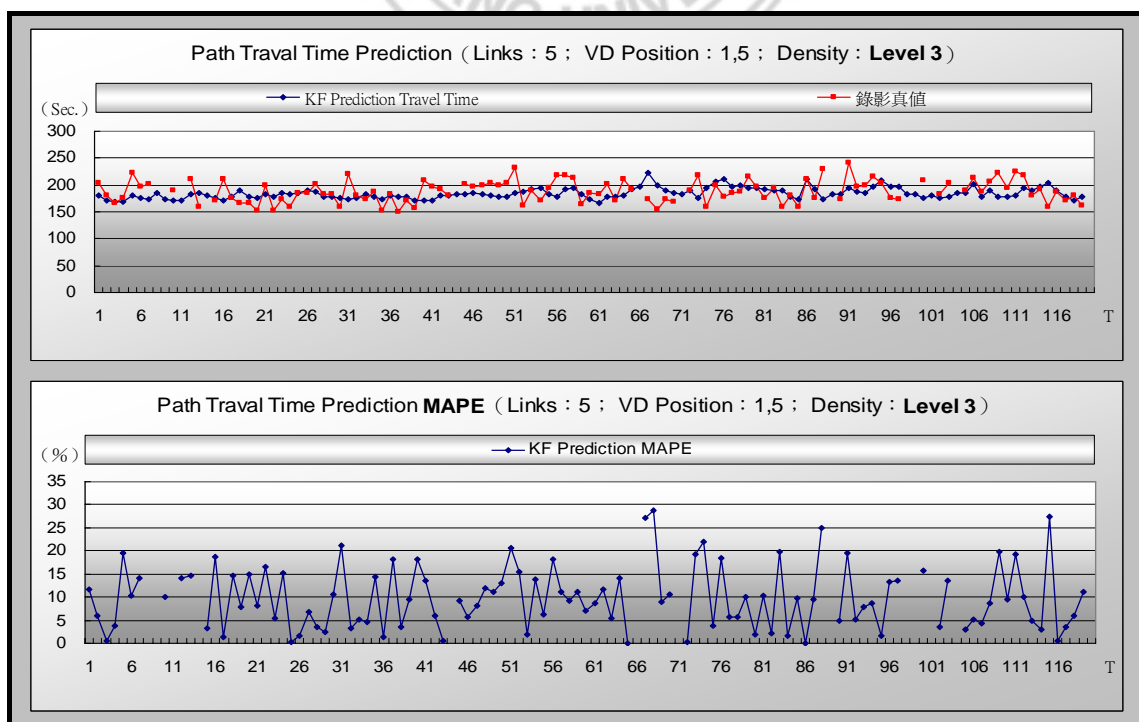 Path Traval Time Prediction（Links：5； VD Position：1,5； Density：Level 3）
KF Prediction Travel Time 錄影真值
(Sec.)
300
250
200
150
100
50
0
1 6 11 16 21 26 31 36 41 46 51 56 61 66 71 76 81 86 91 96 101 106 111 116 T
Path Traval Time Prediction MAPE（Links：5； VD Position：1,5； Density：Level 3）
KF Prediction MAPE
(%)
35
30
25
20
15
10
5
0
1 6 11 16 21 26 31 36 41 46 51 56 61 66 71 76 81 86 91 96 101 106 111 116 T